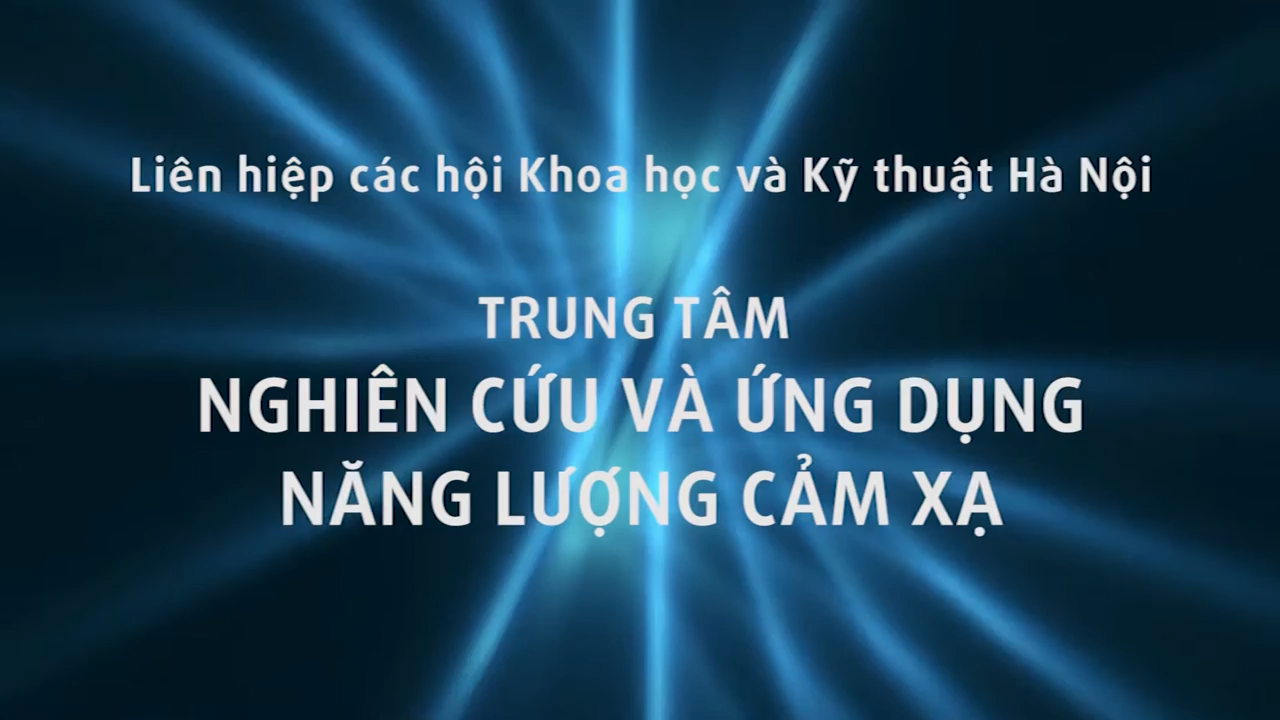 Liên hiệp các hội Khoa học và Kỹ thuật Hà Nội
TRUNG TÂM
NGHIÊN CỨU VÀ ỨNG DỤNG
NĂNG LƯỢNG CẢM XẠ